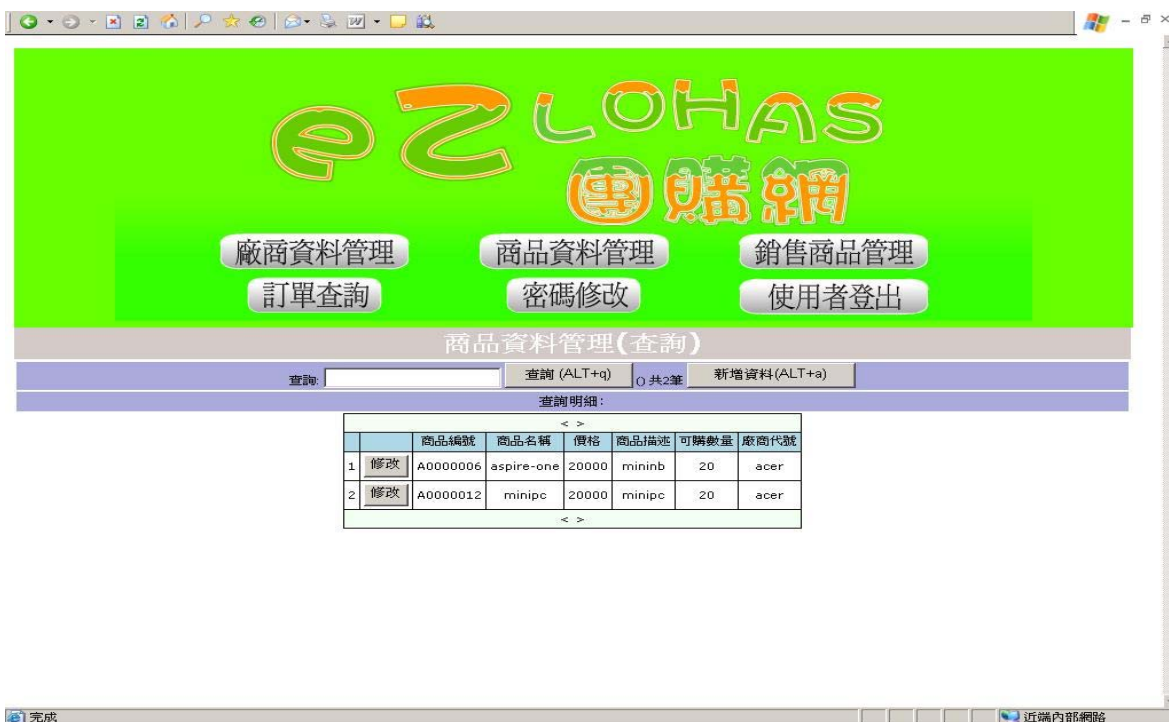 eZ LOHAS
團購網
廠商資料管理 商品資料管理 銷售商品管理
訂單查詢 密碼修改 使用者登出
商品資料管理(查詢)
查詢: 查詢 (ALT+q) () 共2筆 新增資料(ALT+a)
查詢明細:
< >
商品編號 商品名稱 價格 商品描述 可購數量 廠商代號
1 修改 A0000006 aspire-one 20000 mininb 20 acer
2 修改 A0000012 minipc 20000 minipc 20 acer
< >
完成 近端內部網路